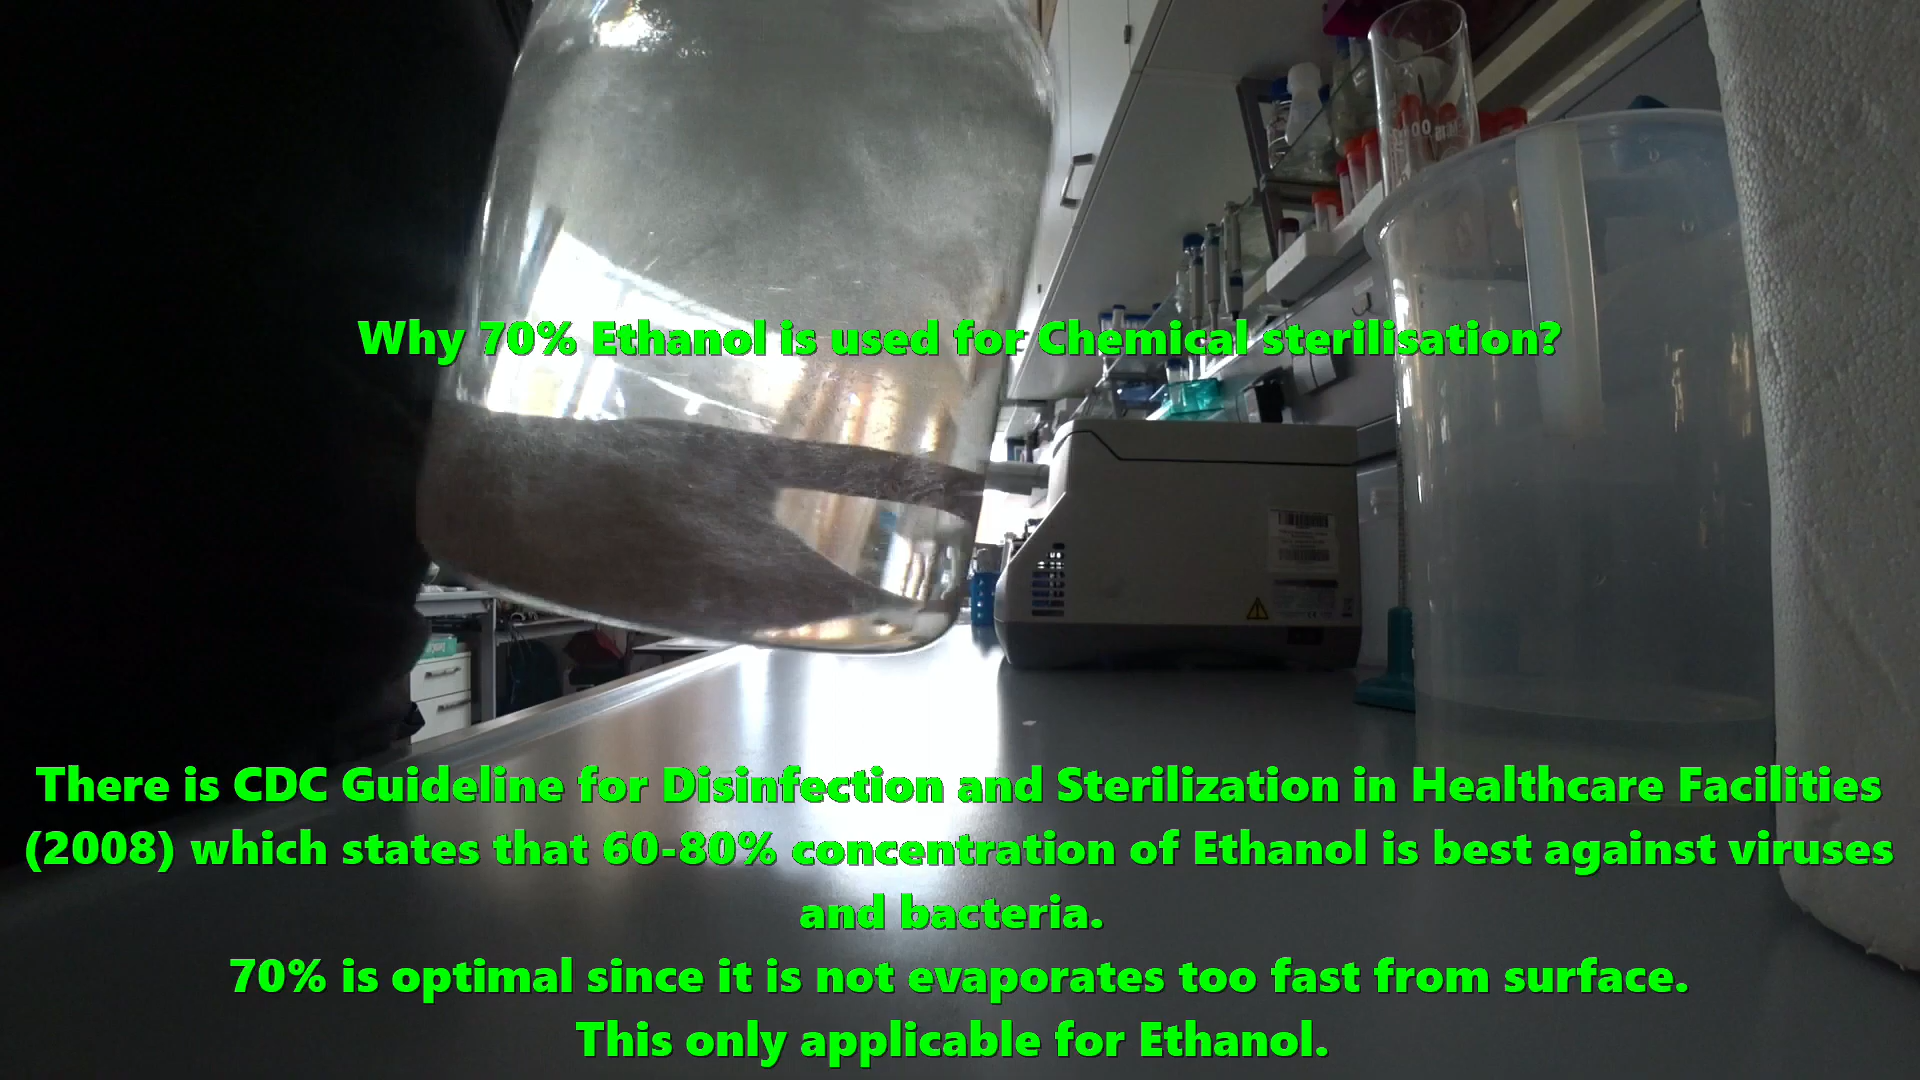 Why 70% Ethanol is used for Chemical sterilisation?
There is CDC Guideline for Disinfection and Sterilization in Healthcare Facilities
(2008) which states that 60-80% concentration of Ethanol is best against viruses
and bacteria.
70% is optimal since it is not evaporates too fast from surface.
This only applicable for Ethanol.